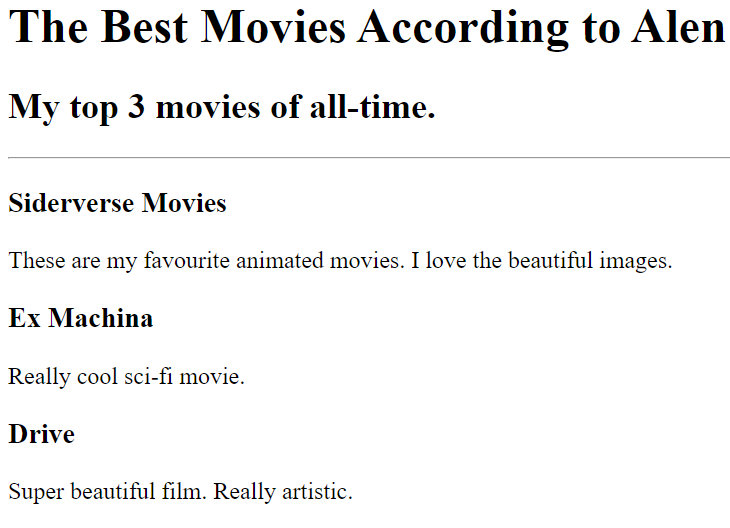 The Best Movies According to Alen
My top 3 movies of all-time.
Siderverse Movies
These are my favourite animated movies. I love the beautiful images.
Ex Machina
Really cool sci-fi movie.
Drive
Super beautiful film. Really artistic.